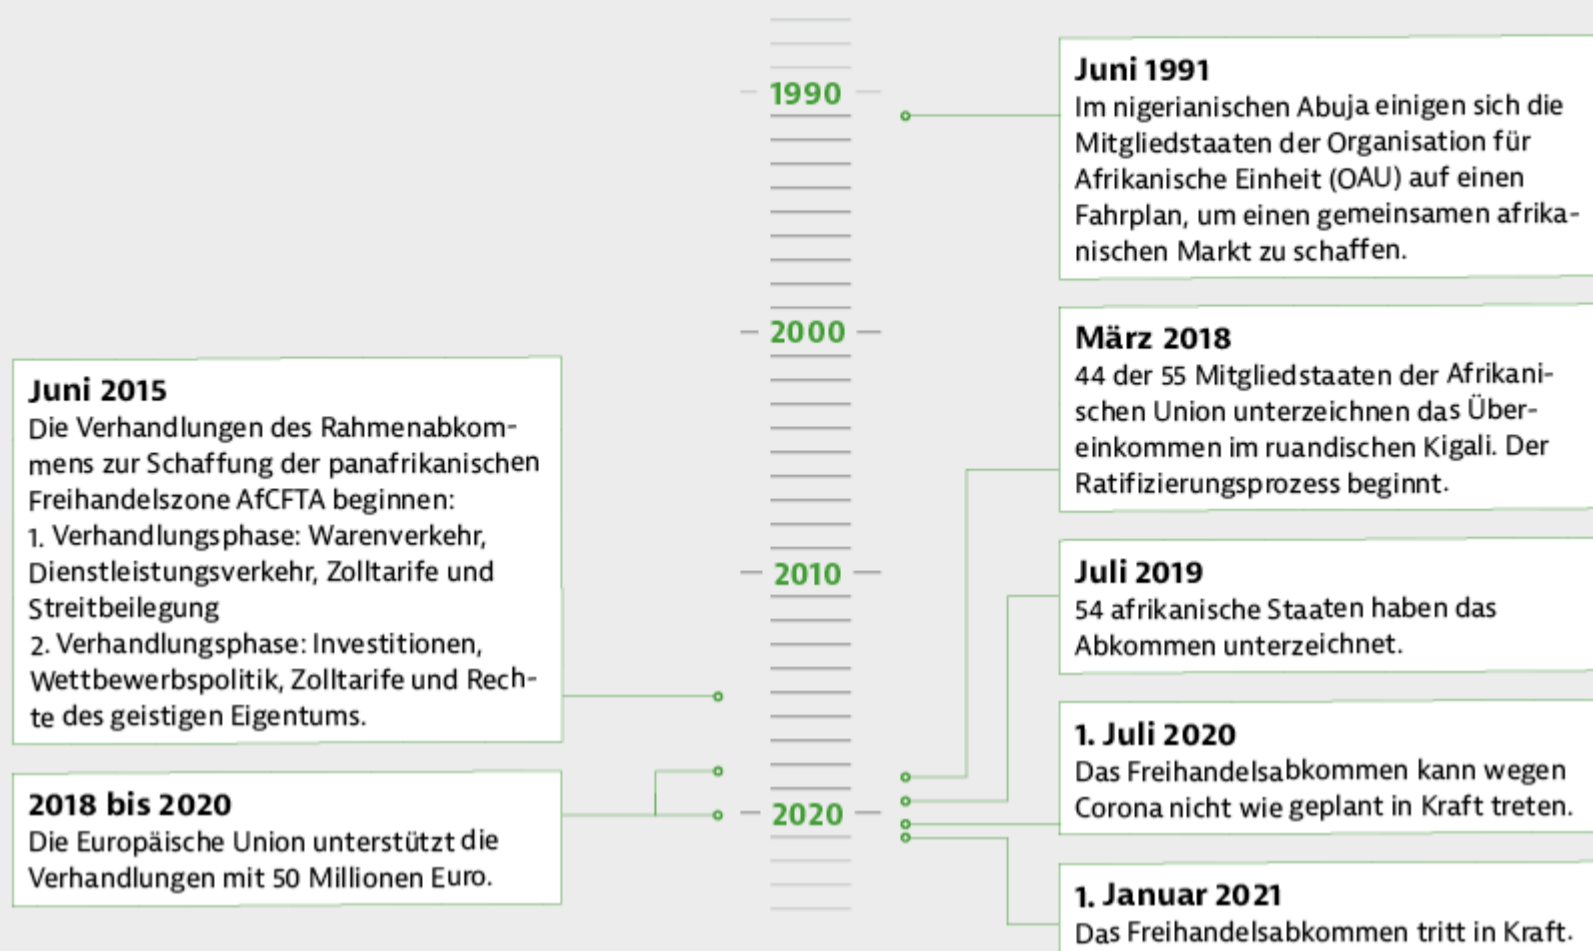 1990
2000
2010
2020
Juni 1991
Im nigerianischen Abuja einigen sich die
Mitgliedstaaten der Organisation für
Afrikanische Einheit (OAU) auf einen
Fahrplan, um einen gemeinsamen afrika-
nischen Markt zu schaffen.
Juni 2015
Die Verhandlungen des Rahmenabkom-
mens zur Schaffung der panafrikanischen
Freihandelszone AfCFTA beginnen:
1. Verhandlungsphase: Warenverkehr,
Dienstleistungsverkehr, Zolltarife und
Streitbeilegung
2. Verhandlungsphase: Investitionen,
Wettbewerbspolitik, Zolltarife und Rech-
te des geistigen Eigentums.
2018 bis 2020
Die Europäische Union unterstützt die
Verhandlungen mit 50 Millionen Euro.
März 2018
44 der 55 Mitgliedstaaten der Afrikani-
schen Union unterzeichnen das Über-
einkommen im ruandischen Kigali. Der
Ratifizierungsprozess beginnt.
Juli 2019
54 afrikanische Staaten haben das
Abkommen unterzeichnet.
1. Juli 2020
Das Freihandelsabkommen kann wegen
Corona nicht wie geplant in Kraft treten.
1. Januar 2021
Das Freihandelsabkommen tritt in Kraft.